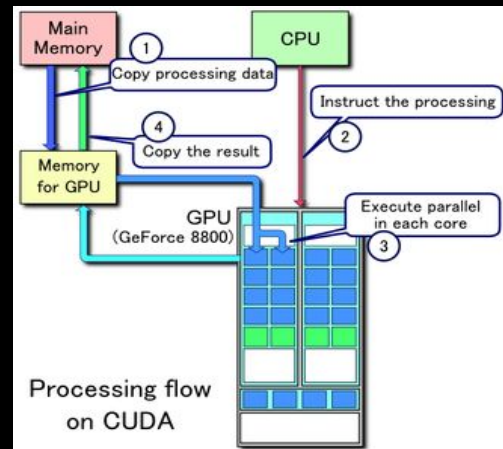 Main
Memory
1
Copy processing data
CPU
Instruct the processing
2
4
Copy the result
Memory
for GPU
GPU
(GeForce 8800)
Execute parallel
in each core
3
Processing flow
on CUDA